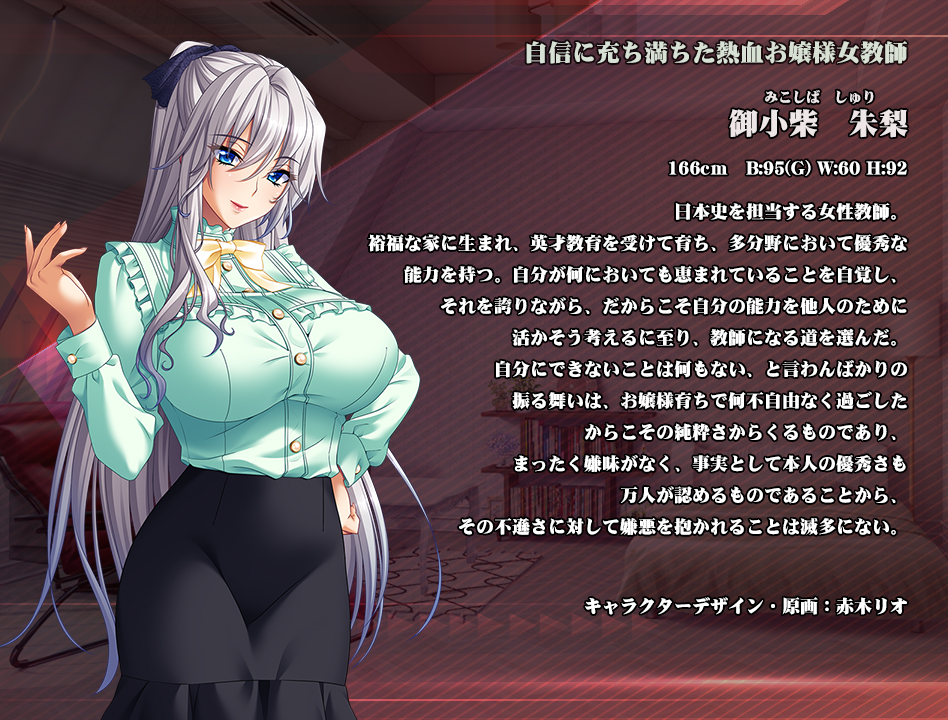 自信に充ち満ちた熱血お嬢様女教師
みこしば しゅり
御小柴 朱梨
166cm B:95(G) W:60 H:92
日本史を担当する女性教師。
裕福な家に生まれ、英才教育を受けて育ち、多分野において優秀な
能力を持つ。自分が何においても恵まれていることを自覚し、
それを誇りながら、だからこそ自分の能力を他人のために
活かそう考えるに至り、教師になる道を選んだ。
自分にできないことは何もない、と言わんばかりの
振る舞いは、お嬢様育ちで何不自由なく過ごした
からこその純粋さからくるものであり、
まったく嫌味がなく、事実として本人の優秀さも
万人が認めるものであることから、
その不遜さに対して嫌悪を抱かれることは滅多にない。
キャラクターデザイン・原画：赤木リオ